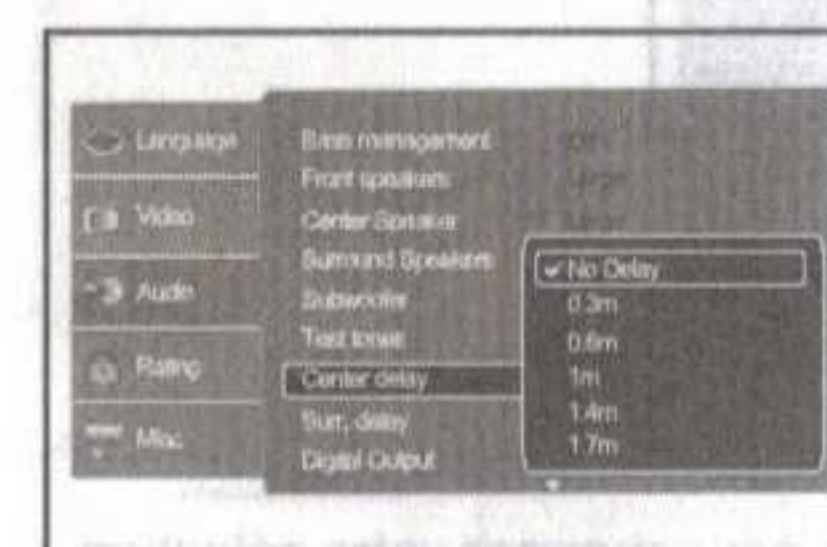 Language
Video
Audio
Rating
Misc
Bass management
Front speakers
Center Speaker
Surround Speakers
Subwoofer
Test tones
Center delay
Surr. delay
Digital Output
No Delay
0.3m
0.6m
1m
1.4m
1.7m